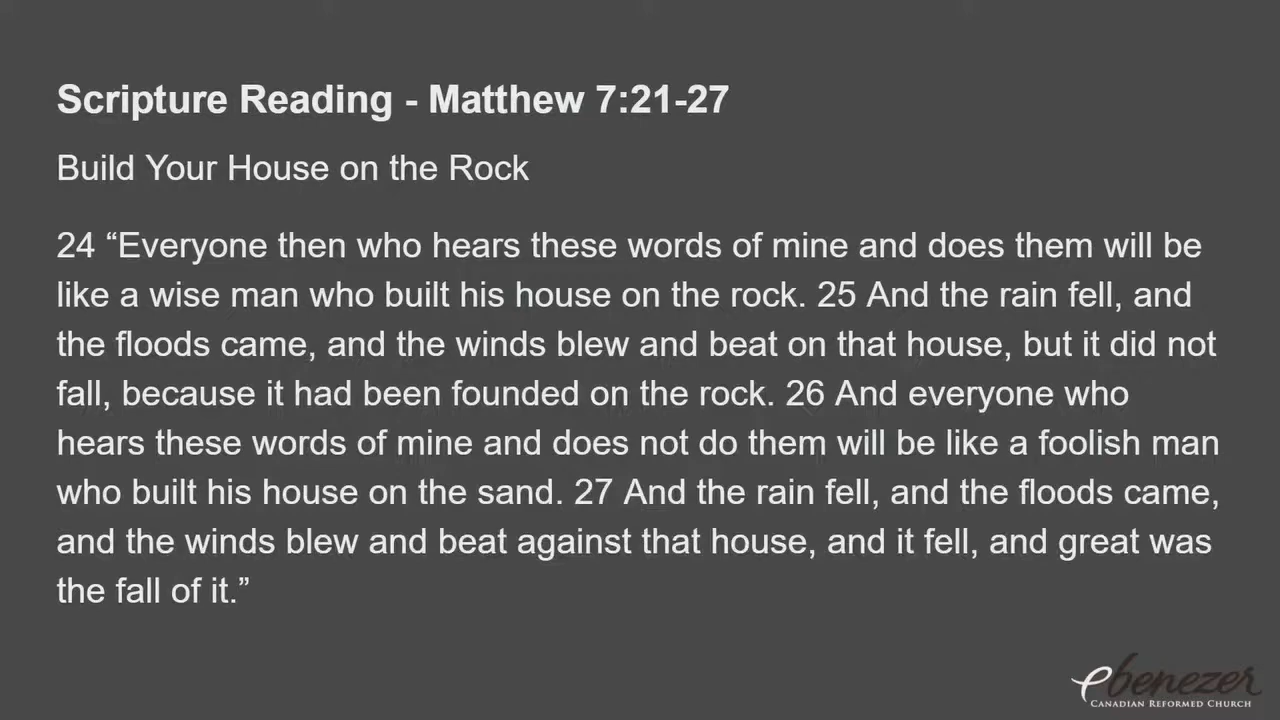 Scripture Reading - Matthew 7:21-27
Build Your House on the Rock
24 “Everyone then who hears these words of mine and does them will be
like a wise man who built his house on the rock. 25 And the rain fell, and
the floods came, and the winds blew and beat on that house, but it did not
fall, because it had been founded on the rock. 26 And everyone who
hears these words of mine and does not do them will be like a foolish man
who built his house on the sand. 27 And the rain fell, and the floods came,
and the winds blew and beat against that house, and it fell, and great was
the fall of it.”
ebenezer
Canadian Reformed Church